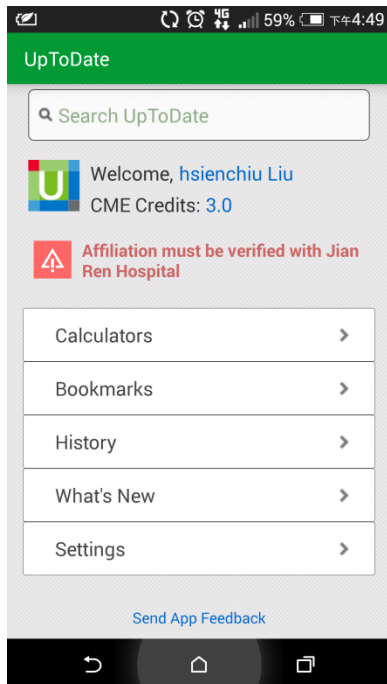 4G 59% 下午4:49
UpToDate
Search UpToDate
U
Welcome, hsienchiu Liu
CME Credits: 3.0
Affiliation must be verified with Jian
Ren Hospital
Calculators
Bookmarks
History
What's New
Settings
Send App Feedback